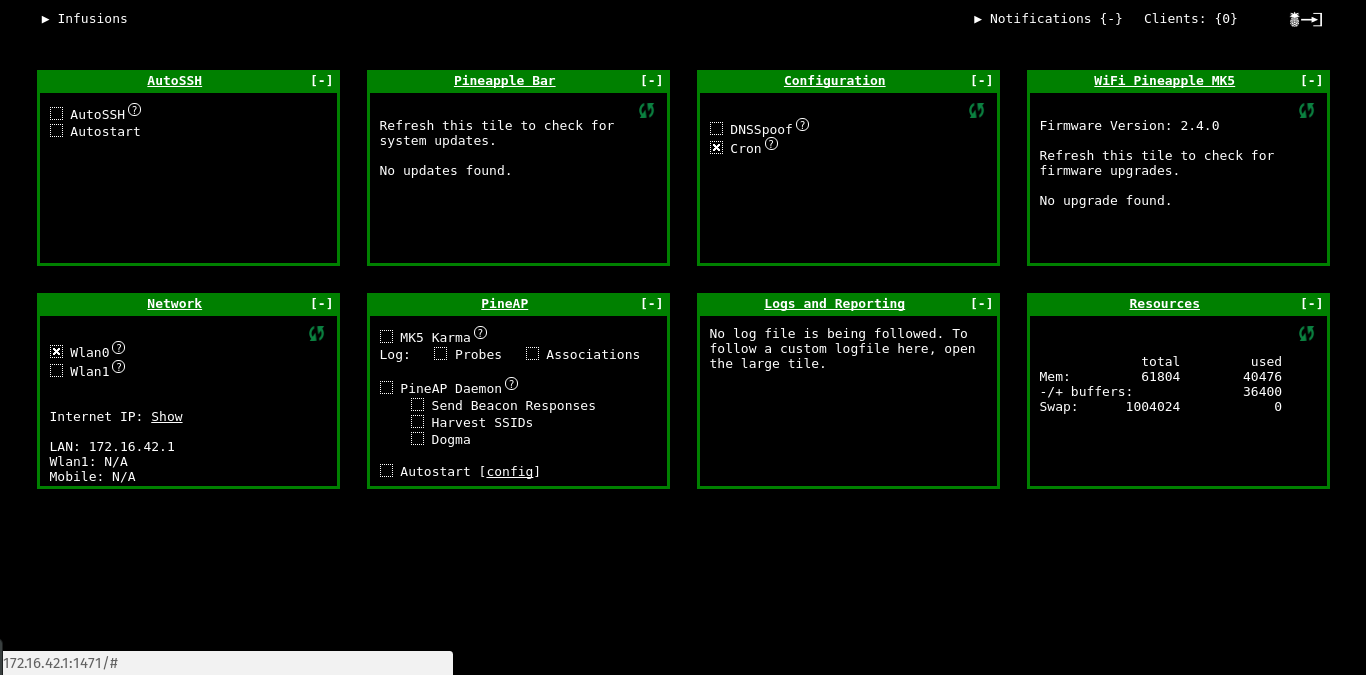 ▶ Infusions
▶ Notifications {-} Clients: {0}
AutoSSH [-]
AutoSSH ?
Autostart
Pineapple Bar [-]
Refresh this tile to check for
system updates.
No updates found.
Configuration [-]
DNSSpoof ?
Cron ?
WiFi Pineapple MK5 [-]
Firmware Version: 2.4.0
Refresh this tile to check for
firmware upgrades.
No upgrade found.
Network [-]
Wlan0 ?
Wlan1 ?
Internet IP: Show
LAN: 172.16.42.1
Wlan1: N/A
Mobile: N/A
PineAP [-]
MK5 Karma ?
Log: Probes Associations
PineAP Daemon ?
Send Beacon Responses
Harvest SSIDs
Dogma
Autostart [config]
Logs and Reporting [-]
No log file is being followed. To
follow a custom logfile here, open
the large tile.
Resources [-]
total used
Mem: 61804 40476
-/+ buffers: 36400
Swap: 1004024 0
172.16.42.1:1471/#